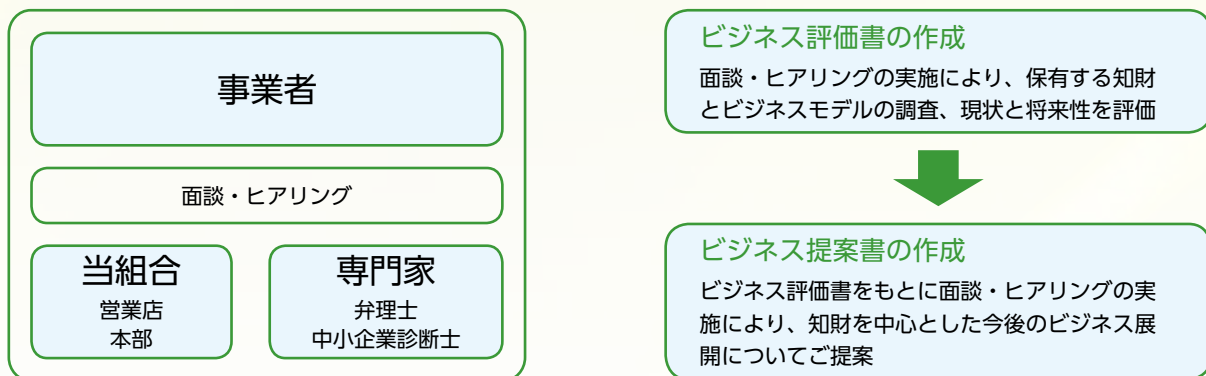 事業者
面談・ヒアリング
当組合
営業店
本部
専門家
弁理士
中小企業診断士
ビジネス評価書の作成
面談・ヒアリングの実施により、保有する知財
とビジネスモデルの調査、現状と将来性を評価
ビジネス提案書の作成
ビジネス評価書をもとに面談・ヒアリングの実
施により、知財を中心とした今後のビジネス展
開についてご提案